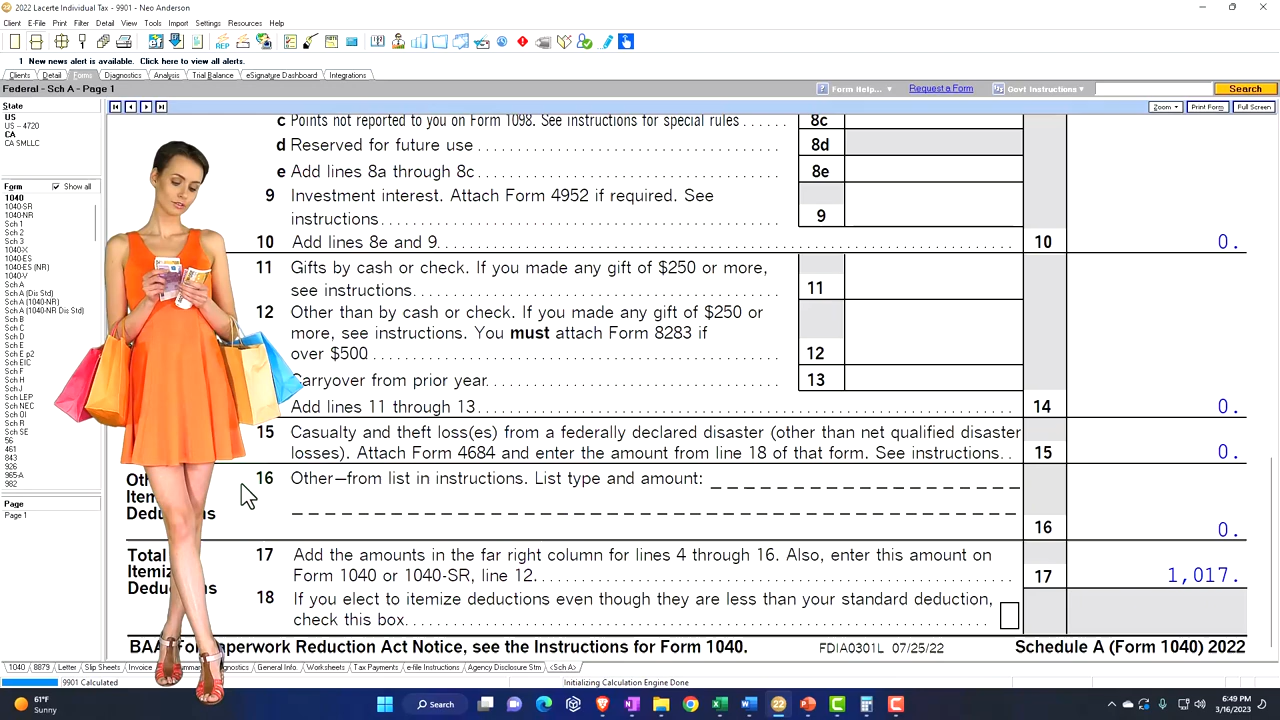 2022 Lacerte Individual Tax - 9901 - Neo Anderson
Client E-File Print Filter Detail View Tools Import Settings Resources Help
1 New news alert is available. Click here to view all alerts.
Clients Detail Forms Diagnostics Analysis Trial Balance eSignature Dashboard Integrations
Federal - Sch A - Page 1 Form Help... Request a Form Govt Instructions Search
Zoom Print Form Full Screen
State
US
US - 4720
CA
CA SMLLC
Form Show all
1040
1040-SR
1040-NR
Sch 1
Sch 2
Sch 3
1040-X
1040-ES
1040-ES (NR)
1040-V
Sch A
Sch A (Dis Std)
Sch A (1040-NR)
Sch A (1040-NR Dis Std)
Sch B
Sch C
Sch D
Sch E
Sch E p2
Sch EIC
Sch F
Sch H
Sch J
Sch LEP
Sch NEC
Sch OI
Sch R
Sch SE
56
461
843
926
965-A
982
Page
Page 1
c Points not reported to you on Form 1098. See instructions for special rules 8c
d Reserved for future use 8d
e Add lines 8a through 8c 8e
9 Investment interest. Attach Form 4952 if required. See
instructions 9
10 Add lines 8e and 9 10 0.
11 Gifts by cash or check. If you made any gift of $250 or more,
see instructions 11
12 Other than by cash or check. If you made any gift of $250 or
more, see instructions. You must attach Form 8283 if
over $500 12
Carryover from prior year 13
Add lines 11 through 13 14 0.
15 Casualty and theft loss(es) from a federally declared disaster (other than net qualified disaster
losses). Attach Form 4684 and enter the amount from line 18 of that form. See instructions 15 0.
16 Other—from list in instructions. List type and amount:
16 0.
17 Add the amounts in the far right column for lines 4 through 16. Also, enter this amount on
Total
Form 1040 or 1040-SR, line 12 17 1,017.
18 If you elect to itemize deductions even though they are less than your standard deduction,
check this box
BAA For Paperwork Reduction Act Notice, see the Instructions for Form 1040. FDIA0301L 07/25/22 Schedule A (Form 1040) 2022
1040 8879 Letter Slip Sheets Invoice General Info. Worksheets Tax Payments e-file Instructions Agency Disclosure Stm <Sch A>
9901 Calculated Initializing Calculation Engine Done
61°F
Sunny
Search
6:49 PM
3/16/2023